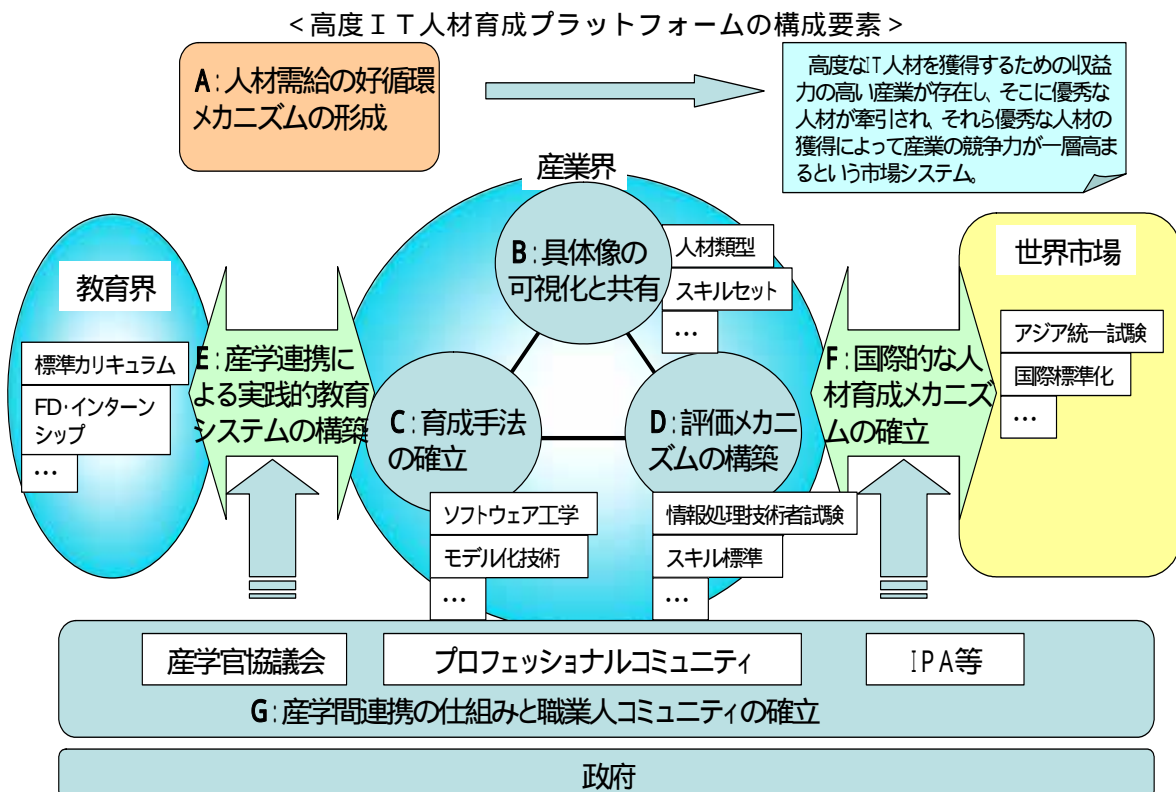 <高度ＩＴ人材育成プラットフォームの構成要素>
A:人材需給の好循環
メカニズムの形成
高度なIT人材を獲得するための収益
力の高い産業が存在し、そこに優秀な
人材が牽引され、それら優秀な人材の
獲得によって産業の競争力が一層高ま
るという市場システム。
産業界
B:具体像の
可視化と共有
人材類型
スキルセット
…
教育界
標準カリキュラム
FD・インターン
シップ
…
E:産学連携に
よる実践的教育
システムの構築
C:育成手法
の確立
ソフトウェア工学
モデル化技術
…
D:評価メカニ
ズムの構築
情報処理技術者試験
スキル標準
…
F:国際的な人
材育成メカニズ
ムの確立
世界市場
アジア統一試験
国際標準化
…
産学官協議会
プロフェッショナルコミュニティ
IPA等
G:産学間連携の仕組みと職業人コミュニティの確立
政府